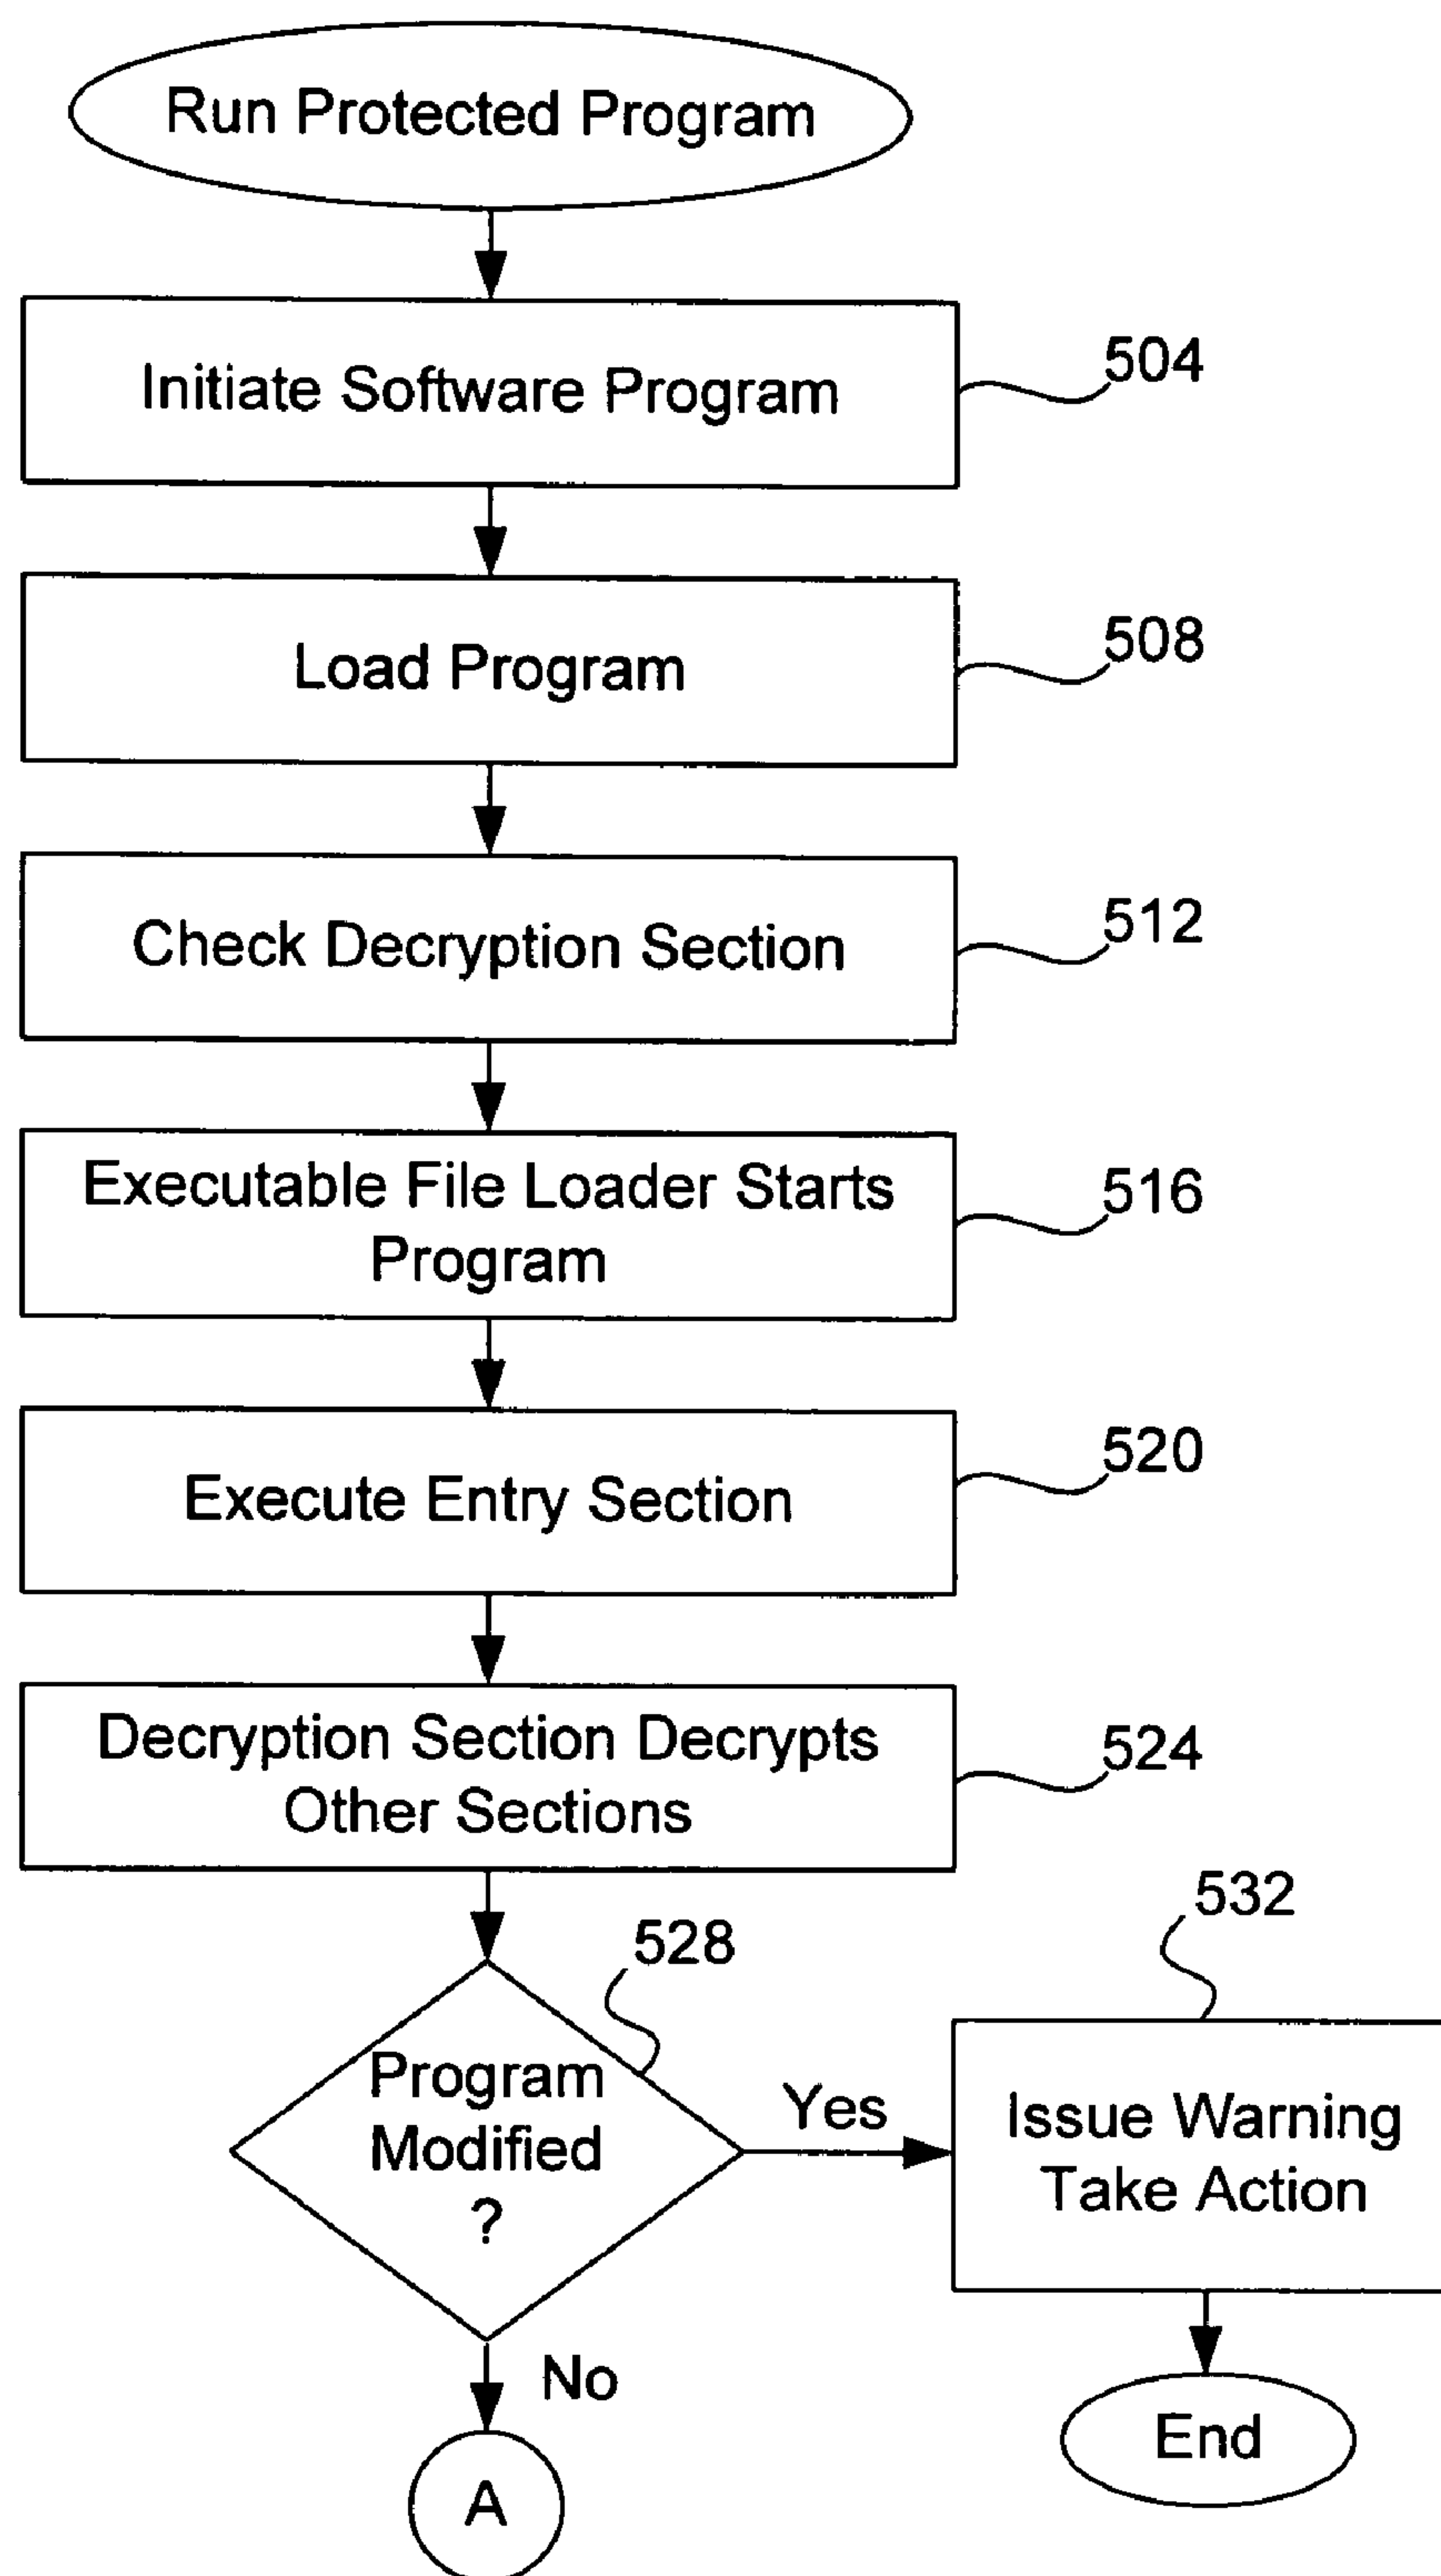 Run Protected Program
Initiate Software Program
504
Load Program
508
Check Decryption Section
512
Executable File Loader Starts
Program
516
Execute Entry Section
520
Decryption Section Decrypts
Other Sections
524
528
532
Program
Modified
?
Yes
Issue Warning
Take Action
No
End
A